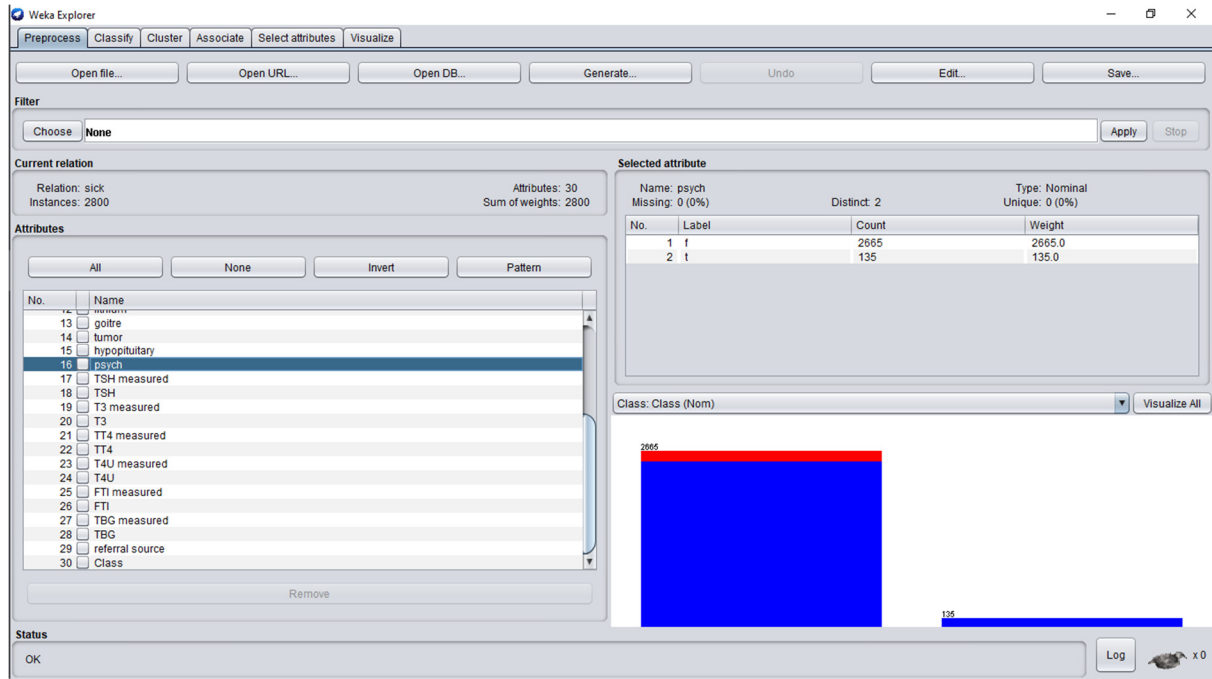 Weka Explorer
Preprocess Classify Cluster Associate Select attributes Visualize
Open file... Open URL... Open DB... Generate... Undo Edit... Save...
Filter
Choose None Apply Stop
Current relation
Relation: sick Attributes: 30
Instances: 2800 Sum of weights: 2800
Attributes
All None Invert Pattern
No. Name
12 lithium
13 goitre
14 tumor
15 hypopituitary
16 psych
17 TSH measured
18 TSH
19 T3 measured
20 T3
21 TT4 measured
22 TT4
23 T4U measured
24 T4U
25 FTI measured
26 FTI
27 TBG measured
28 TBG
29 referral source
30 Class
Remove
Selected attribute
Name: psych Type: Nominal
Missing: 0 (0%) Distinct: 2 Unique: 0 (0%)
No. Label Count Weight
1 f 2665 2665.0
2 t 135 135.0
Class: Class (Nom) Visualize All
2665
135
Status
OK Log x 0